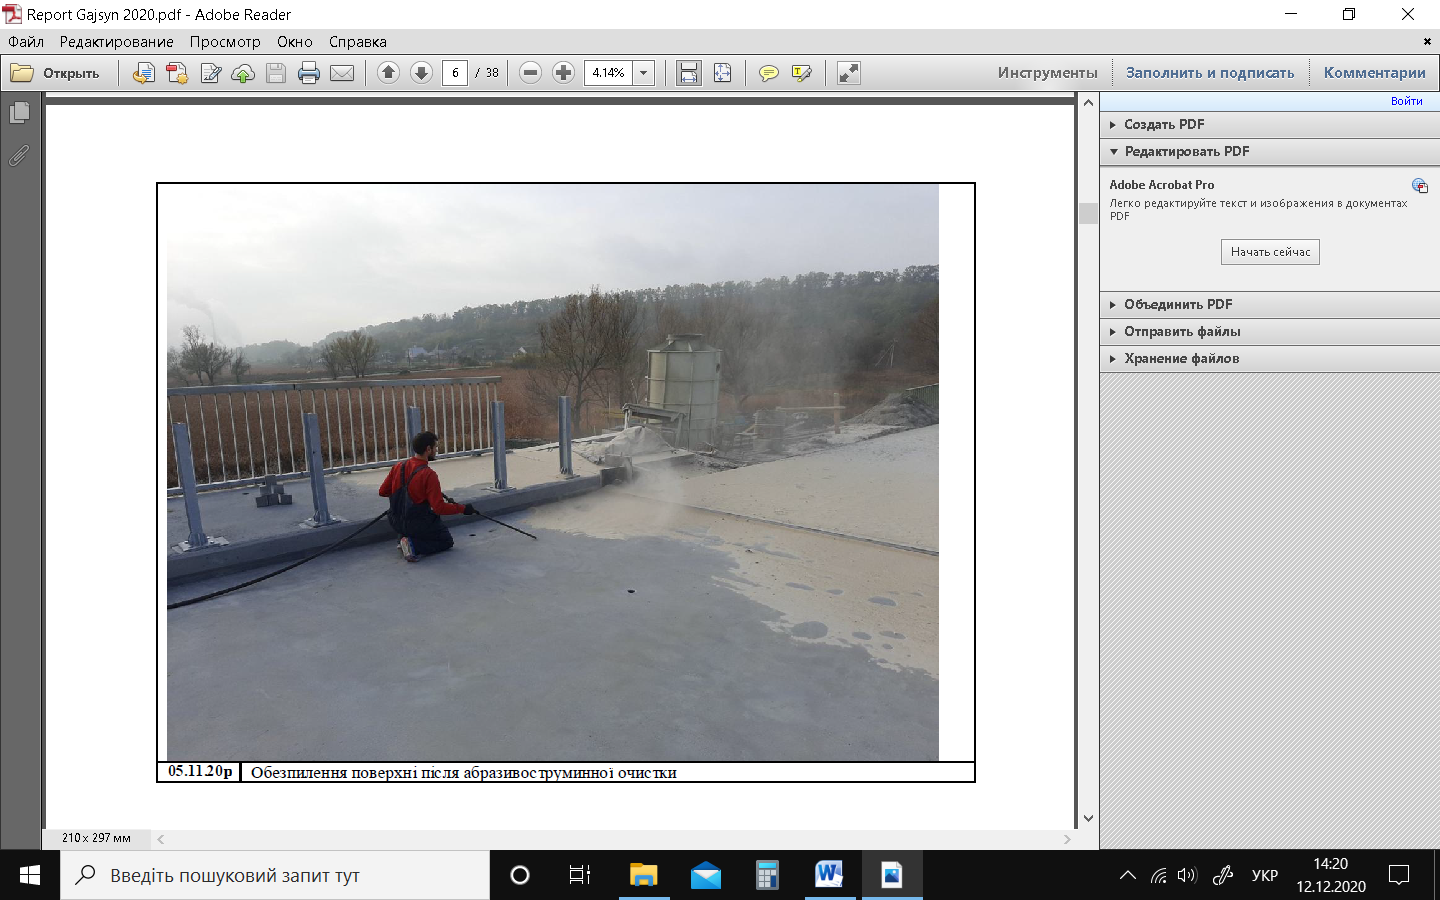 Report Gajsyn 2020.pdf - Adobe Reader
Файл Редактирование Просмотр Окно Справка
Открыть 6 / 38 4.14% Инструменты Заполнить и подписать Комментарии
Войти
Создать PDF
Редактировать PDF
Adobe Acrobat Pro
Легко редактируйте текст и изображения в документах
PDF
Начать сейчас
Объединить PDF
Отправить файлы
Хранение файлов
05.11.20р Обезпилення поверхні після абразивоструминної очистки
210 x 297 мм
Введіть пошуковий запит тут
УКР
14:20
12.12.2020